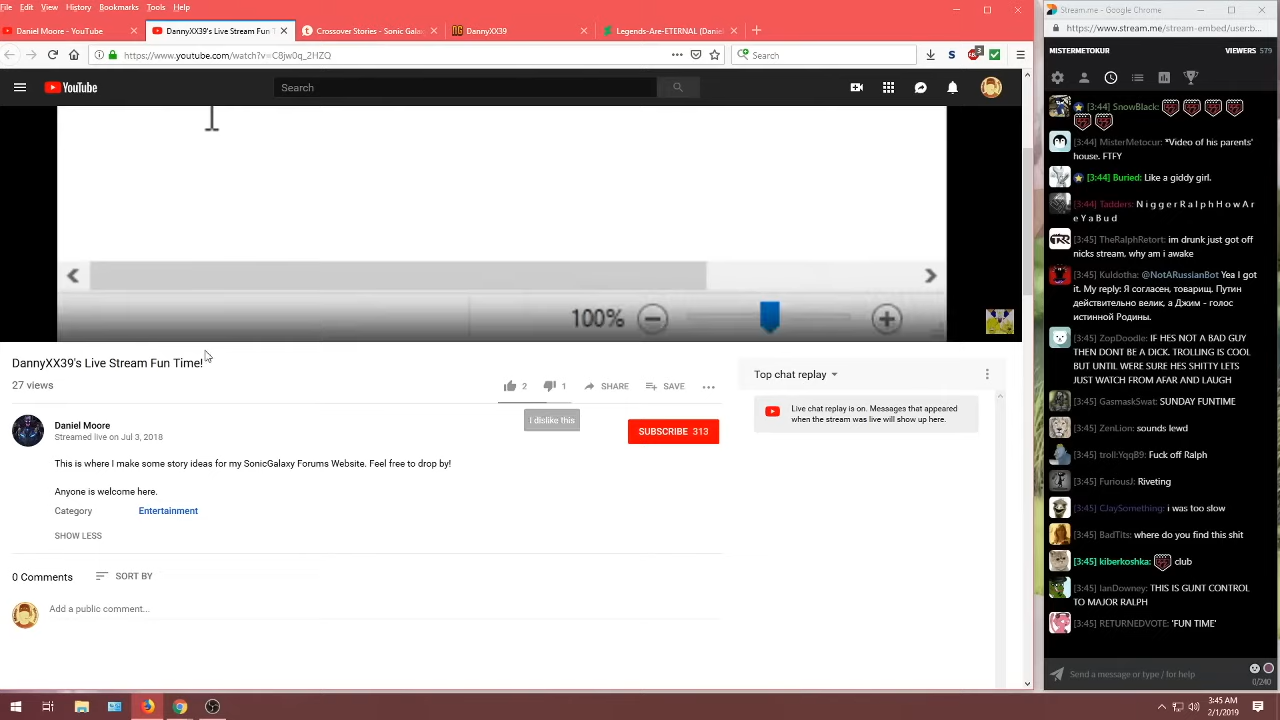 File Edit View History Bookmarks Tools Help
Daniel Moore - YouTube
DannyXX39's Live Stream Fun T
Crossover Stories - Sonic Gala
DannyXX39
Legends-Are-ETERNAL (Daniel
https://www.youtube.com/watch?v=C8jw0q_2HZQ
Search
YouTube
Search
100%
DannyXX39's Live Stream Fun Time!
27 views
2
1
SHARE
SAVE
I dislike this
Daniel Moore
Streamed live on Jul 3, 2018
SUBSCRIBE 313
This is where I make some story ideas for my SonicGalaxy Forums Website. Feel free to drop by!
Anyone is welcome here.
Category
Entertainment
SHOW LESS
0 Comments
SORT BY
Add a public comment...
Top chat replay
Live chat replay is on. Messages that appeared
when the stream was live will show up here.
Stream.me - Google Chrome
https://www.stream.me/stream-embed/userb...
MISTERMETOKUR
VIEWERS 579
[3:44] SnowBlack:
[3:44] MisterMetocur: *Video of his parents'
house. FTFY
[3:44] Buried: Like a giddy girl.
[3:44] Tadders: N i g g e r R a l p h H o w A r
e Y a B u d
[3:45] TheRalphRetort: im drunk just got off
nicks stream, why am i awake
[3:45] Kuldotha: @NotARussianBot Yea I got
it. My reply: Я согласен, товарищ. Путин
действительно велик, а Джим - голос
истинной Родины.
[3:45] ZopDoodle: IF HES NOT A BAD GUY
THEN DONT BE A DICK. TROLLING IS COOL
BUT UNTIL WERE SURE HES SHITTY LETS
JUST WATCH FROM AFAR AND LAUGH
[3:45] GasmaskSwat: SUNDAY FUNTIME
[3:45] ZenLion: sounds lewd
[3:45] troll:YqqB9: Fuck off Ralph
[3:45] FuriousJ: Riveting
[3:45] CJaySomething: i was too slow
[3:45] BadTits: where do you find this shit
[3:45] kiberkoshka: club
[3:45] IanDowney: THIS IS GUNT CONTROL
TO MAJOR RALPH
[3:45] RETURNEDVOTE: 'FUN TIME'
Send a message or type / for help
0/240
3:45 AM
2/11/2019